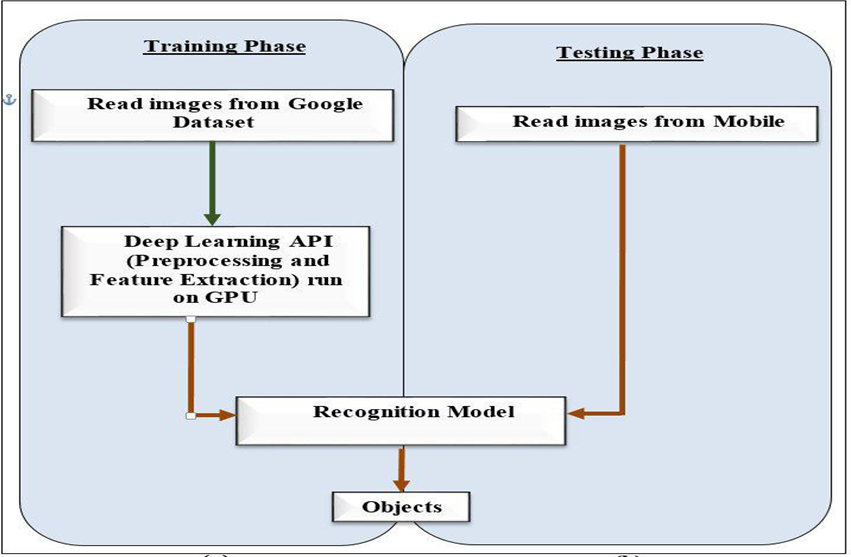 Training Phase
Read images from Google
Dataset
Deep Learning API
(Preprocessing and
Feature Extraction) run
on GPU
Testing Phase
Read images from Mobile
Recognition Model
Objects